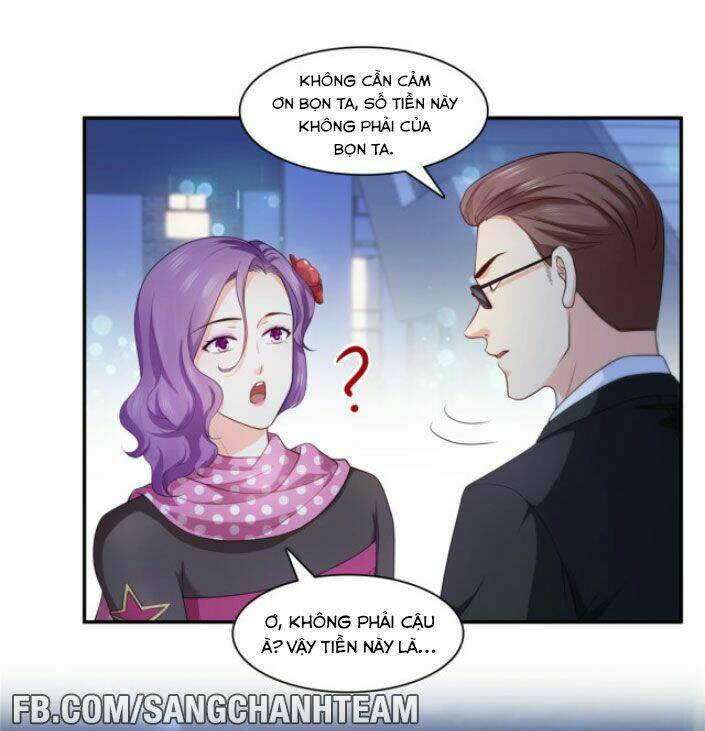 KHÔNG CẦN CẢM
ƠN BỌN TA, SỐ TIỀN NÀY
KHÔNG PHẢI CỦA
BỌN TA.
?
Ơ, KHÔNG PHẢI CẬU
À? VẬY TIỀN NÀY LÀ...
FB.COM/SANGCHANHTEAM